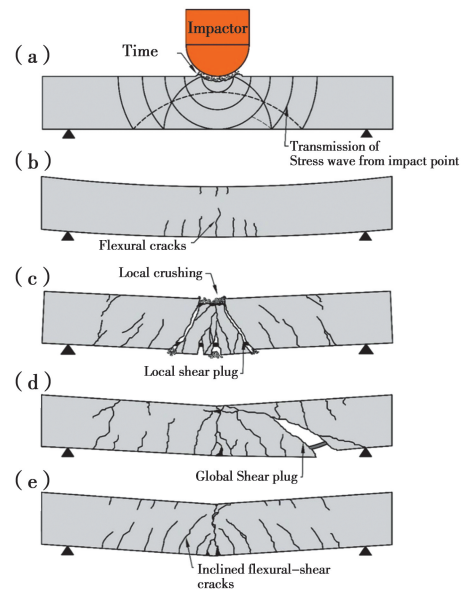 Impactor
(a)
Time
Transmission of
Stress wave from impact point
(b)
Flexural cracks
Local crushing
(c)
Local shear plug
(d)
Global Shear plug
(e)
Inclined flexural-shear
cracks